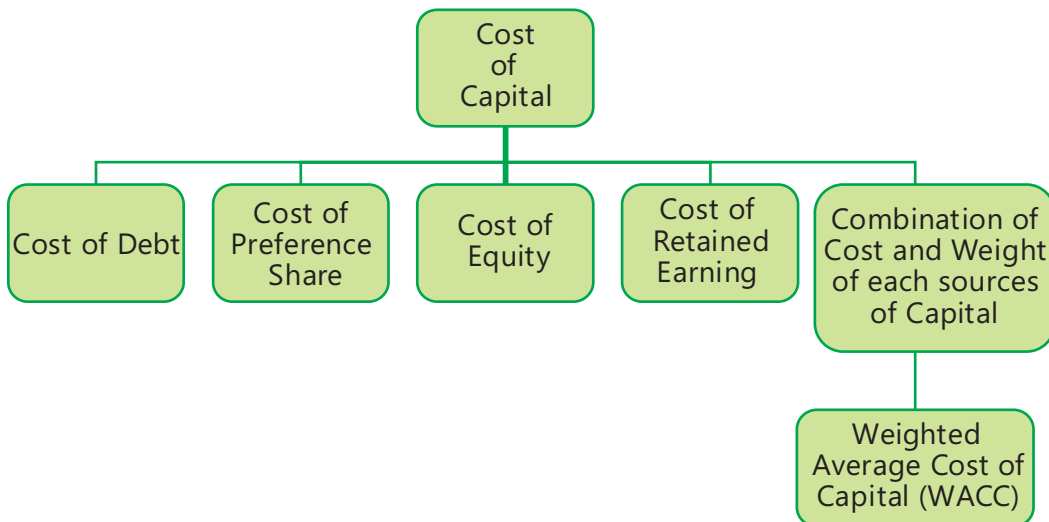 Cost
of
Capital
Cost of Debt
Cost of
Preference
Share
Cost of
Equity
Cost of
Retained
Earning
Combination of
Cost and Weight
of each sources
of Capital
Weighted
Average Cost of
Capital (WACC)